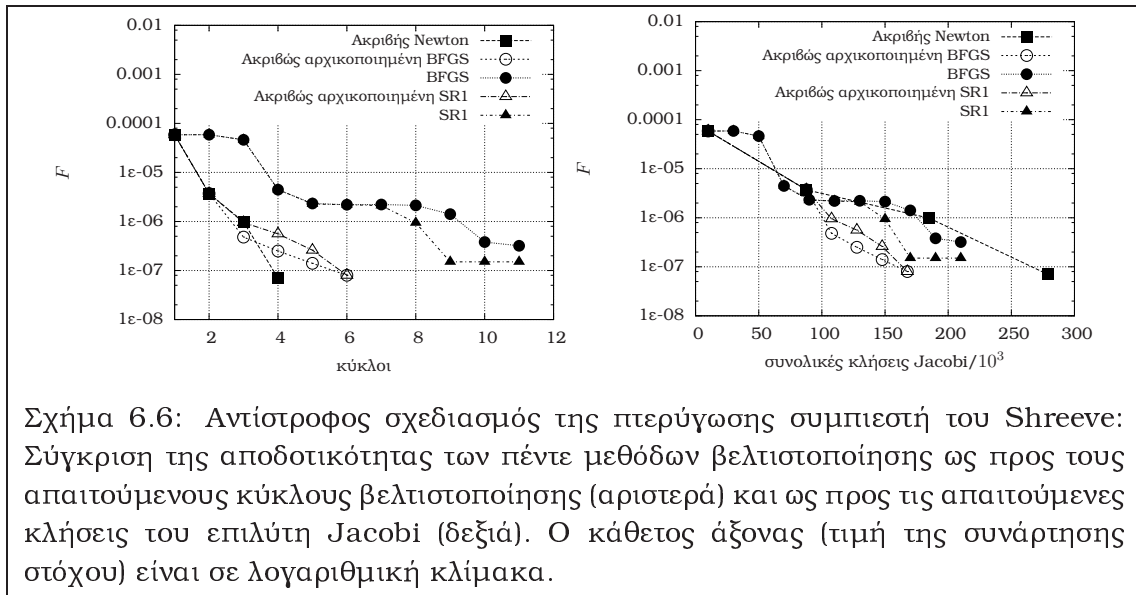 0.01
0.001
0.0001
1ε-05
1ε-06
1ε-07
1ε-08
F
2 4 6 8 10 12
κύκλοι
Ακριβής Newton
Ακριβώς αρχικοποιημένη BFGS
BFGS
Ακριβώς αρχικοποιημένη SR1
SR1
0.01
0.001
0.0001
1ε-05
1ε-06
1ε-07
1ε-08
F
0 50 100 150 200 250 300
συνολικές κλήσεις Jacobi/10³
Ακριβής Newton
Ακριβώς αρχικοποιημένη BFGS
BFGS
Ακριβώς αρχικοποιημένη SR1
SR1
Σχήμα 6.6: Αντίστροφος σχεδιασμός της πτερύγωσης συμπιεστή του Shreeve:
Σύγκριση της αποδοτικότητας των πέντε μεθόδων βελτιστοποίησης ως προς τους
απαιτούμενους κύκλους βελτιστοποίησης (αριστερά) και ως προς τις απαιτούμενες
κλήσεις του επιλύτη Jacobi (δεξιά). Ο κάθετος άξονας (τιμή της συνάρτησης
στόχου) είναι σε λογαριθμική κλίμακα.